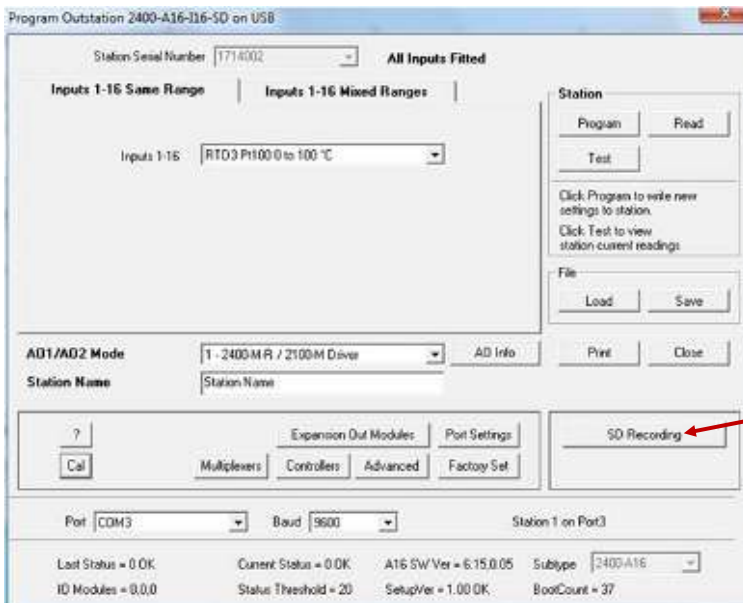 Program Outstation 2400-A16-I16-SD on USB
Station Serial Number 1714002 All Inputs Fitted
Inputs 1-16 Same Range Inputs 1-16 Mixed Ranges
Inputs 1-16 RTD3 Pt100 0 to 100 °C
Station
Program Read
Test
Click Program to write new
settings to station.
Click Test to view
station current readings
File
Load Save
AO1/AO2 Mode 1 - 2400-M-R / 2100-M Driver AO Info Print Close
Station Name Station Name
? Expansion Out Modules Port Settings SD Recording
Cal Multiplexers Controllers Advanced Factory Set
Port COM3 Baud 9600 Station 1 on Port3
Last Status = 0 OK Current Status = 0 OK A16 SW Ver = 6.15,0.05 Subtype 2400-A16
IO Modules = 0,0,0 Status Threshold = 20 SetupVer = 1.00 OK BootCount = 37